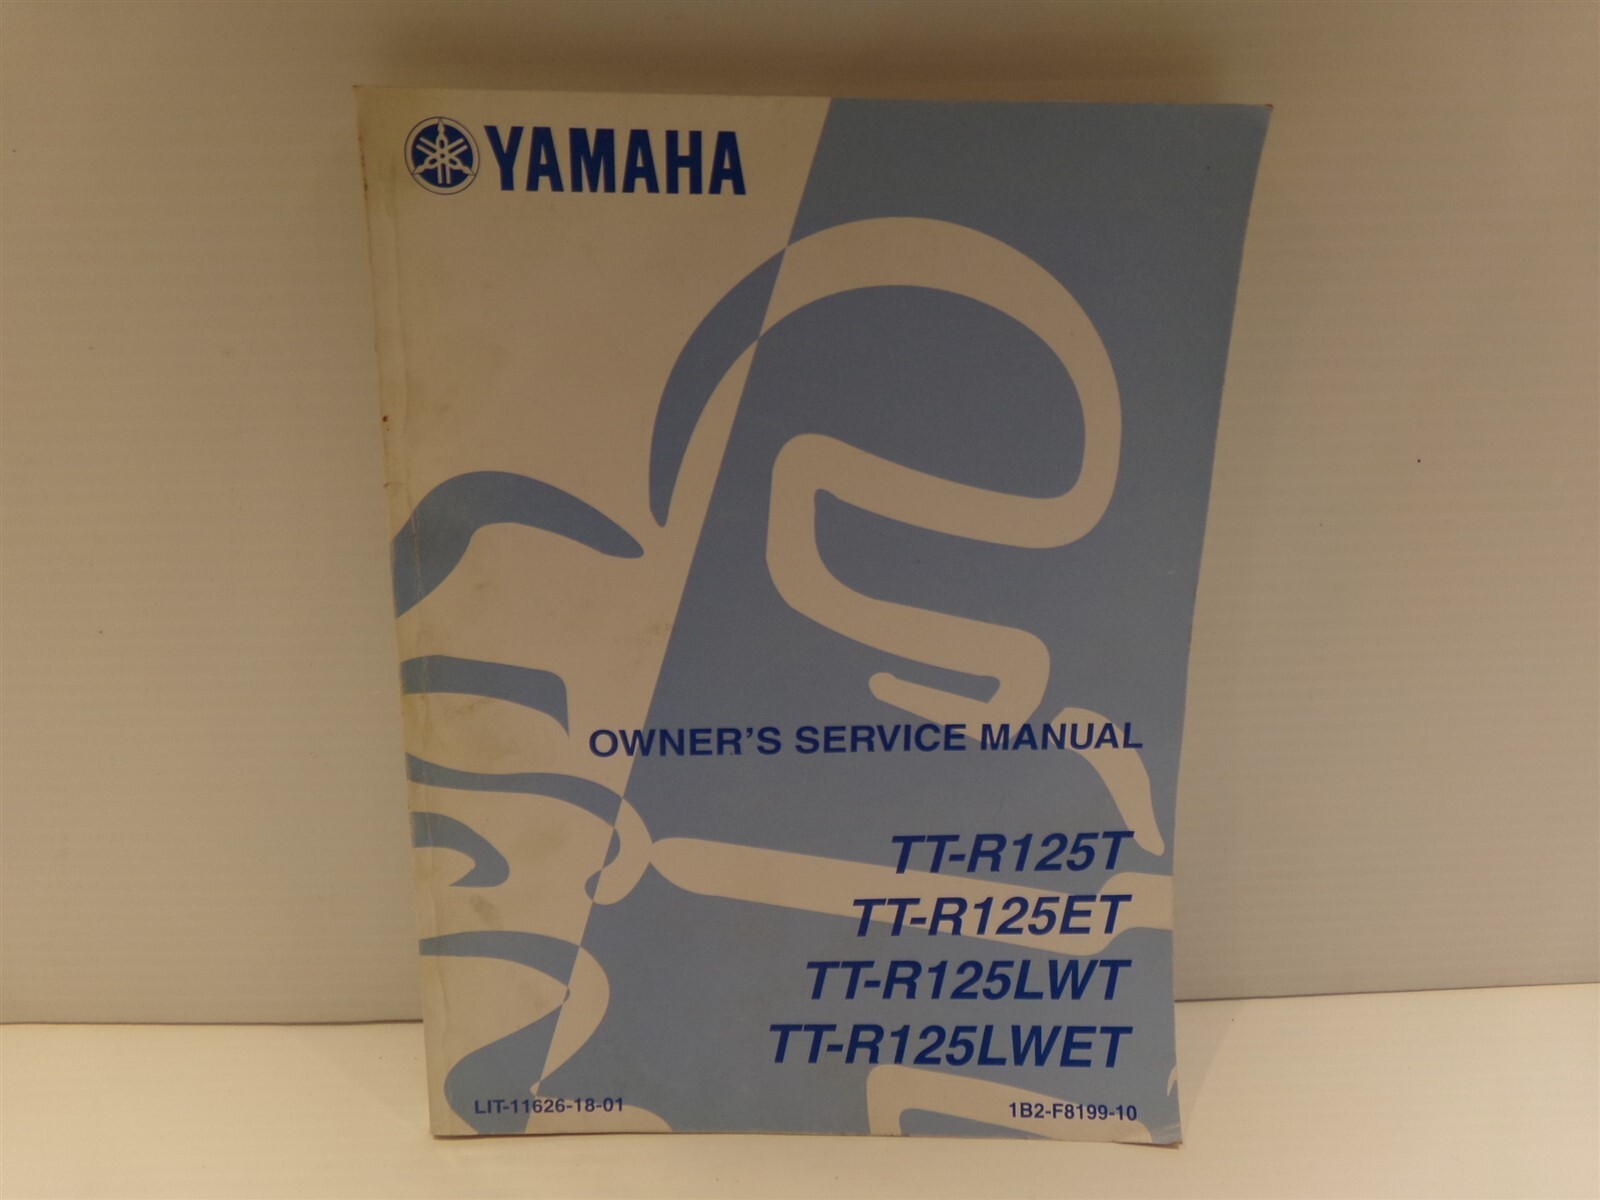 YAMAHA
OWNER'S SERVICE MANUAL
TT-R125T
TT-R125ET
TT-R125LWT
TT-R125LWET
LIT-11626-18-01
1B2-F8199-10